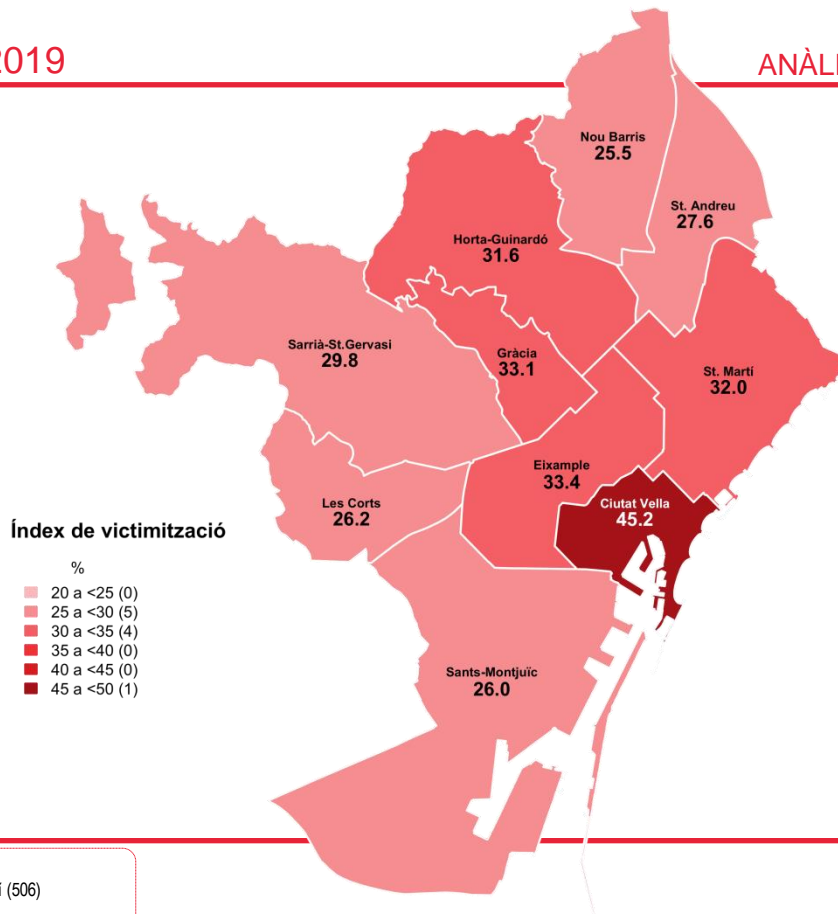 2019
ANÀLI
Nou Barris
25.5
St. Andreu
27.6
Horta-Guinardó
31.6
Sarrià-St.Gervasi
29.8
Gràcia
33.1
St. Martí
32.0
Eixample
33.4
Les Corts
26.2
Ciutat Vella
45.2
Índex de victimització
%
20 a <25 (0)
25 a <30 (5)
30 a <35 (4)
35 a <40 (0)
40 a <45 (0)
45 a <50 (1)
Sants-Montjuïc
26.0
í (506)